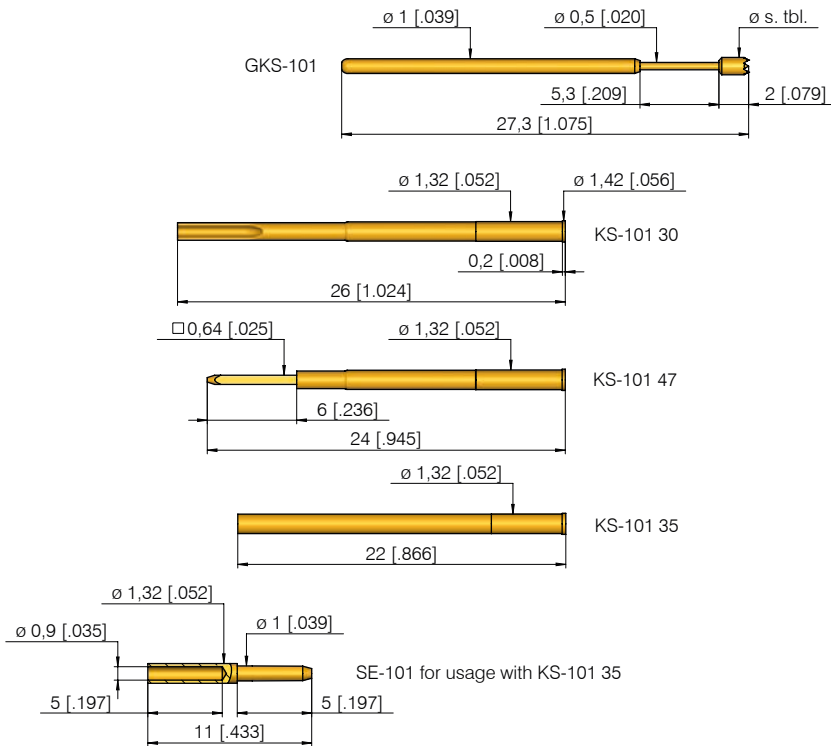 ø 1 [.039]
ø 0,5 [.020]
ø s. tbl.
GKS-101
5,3 [.209]
2 [.079]
27,3 [1.075]
ø 1,32 [.052]
ø 1,42 [.056]
KS-101 30
0,2 [.008]
26 [1.024]
□ 0,64 [.025]
ø 1,32 [.052]
KS-101 47
6 [.236]
24 [.945]
ø 1,32 [.052]
KS-101 35
22 [.866]
ø 1,32 [.052]
ø 0,9 [.035]
ø 1 [.039]
SE-101 for usage with KS-101 35
5 [.197]
5 [.197]
11 [.433]